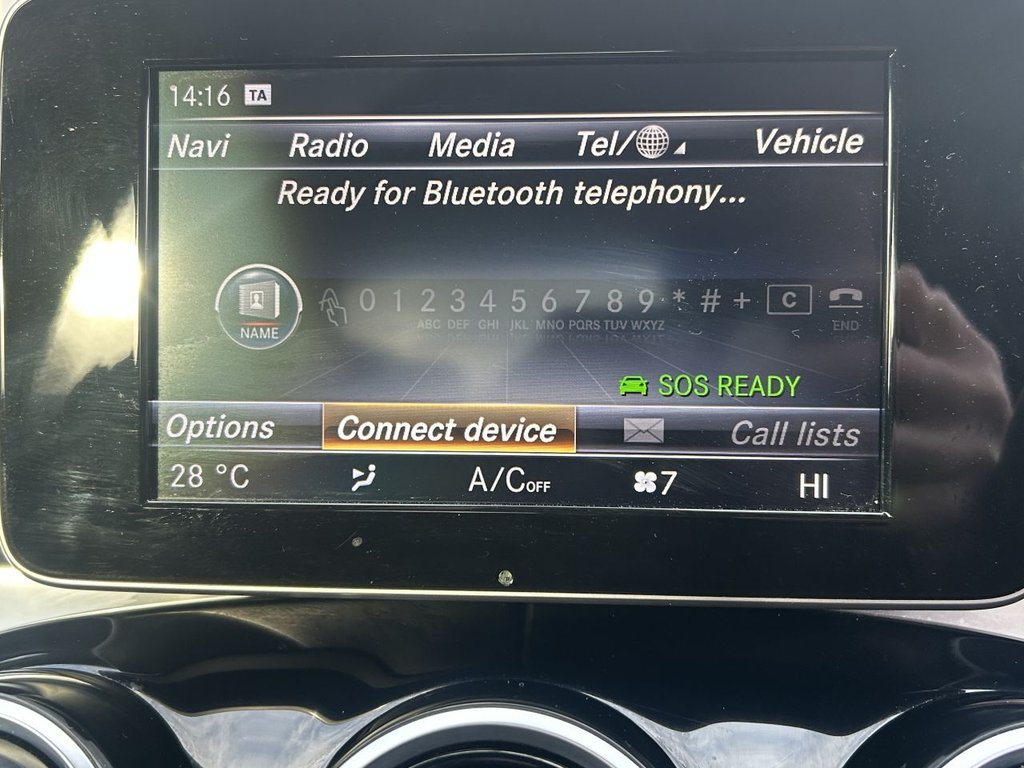 14:16 TA
Navi Radio Media Tel/ Vehicle
Ready for Bluetooth telephony...
NAME 0 1 2 3 4 5 6 7 8 9 * # + C
ABC DEF GHI JKL MNO PQRS TUV WXYZ < END
SOS READY
Options Connect device Call lists
28 °C A/C OFF 7 HI